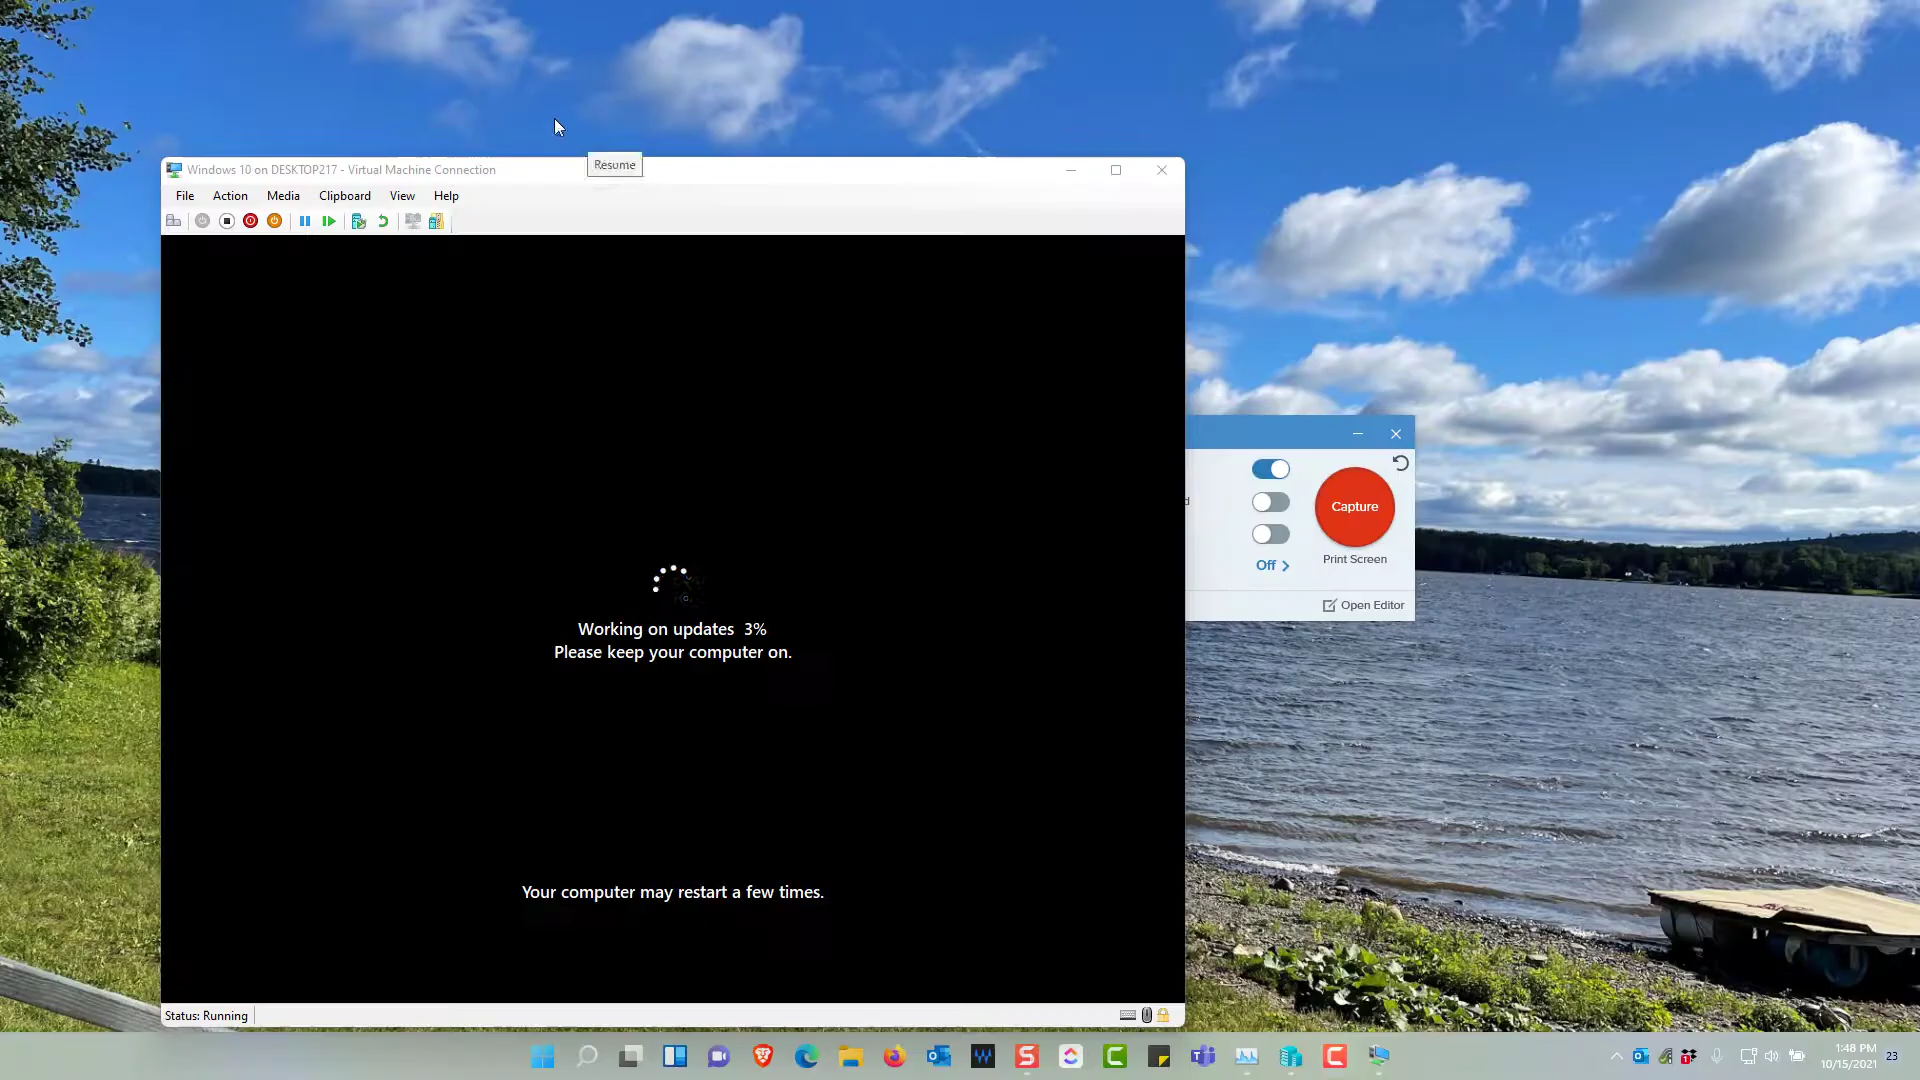 Resume
Windows 10 on DESKTOP217 - Virtual Machine Connection
File Action Media Clipboard View Help
Capture
d
Print Screen
Off
Open Editor
Working on updates 3%
Please keep your computer on.
Your computer may restart a few times.
Status: Running
1:48 PM
10/15/2021
23